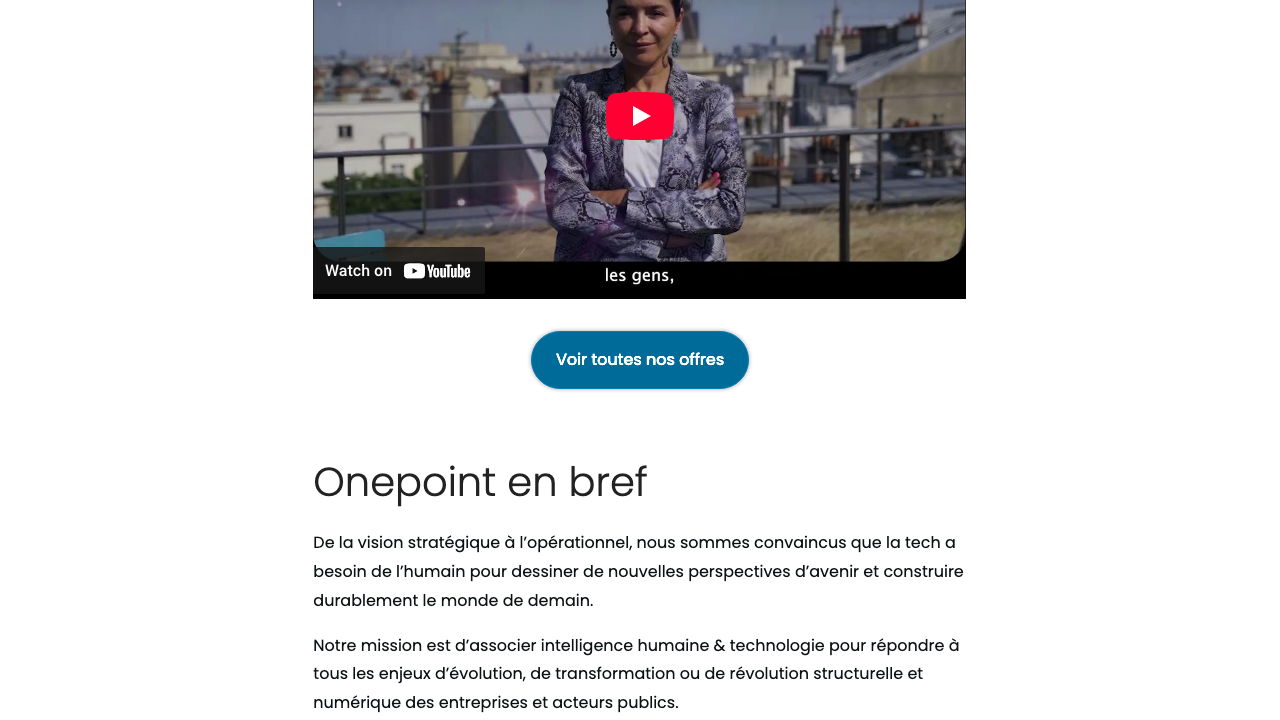 Watch on YouTube
les gens,
Voir toutes nos offres
Onepoint en bref
De la vision stratégique à l’opérationnel, nous sommes convaincus que la tech a
besoin de l’humain pour dessiner de nouvelles perspectives d’avenir et construire
durablement le monde de demain.
Notre mission est d’associer intelligence humaine & technologie pour répondre à
tous les enjeux d’évolution, de transformation ou de révolution structurelle et
numérique des entreprises et acteurs publics.